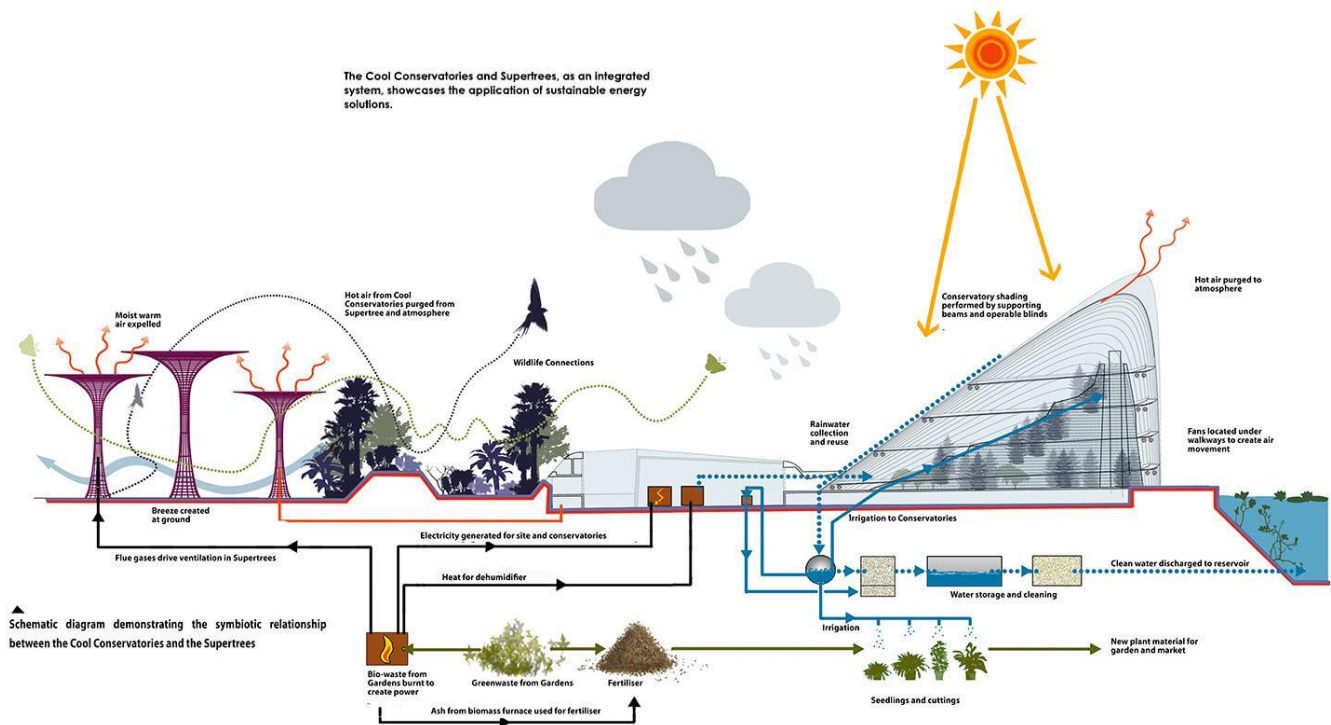 The Cool Conservatories and Supertrees, as an integrated
system, showcases the application of sustainable energy
solutions.
Hot air from Cool
Conservatories purged from
Supertree and atmosphere
Moist warm
air expelled
Wildlife Connections
Conservatory shading
performed by supporting
beams and operable blinds
Hot air purged to
atmosphere
Rainwater
collection
and reuse
Fans located under
walkways to create air
movement
Breeze created
at ground
Irrigation to Conservatories
Flue gases drive ventilation in Supertrees
Electricity generated for site and conservatories
Heat for dehumidifier
Clean water discharged to reservoir
Water storage and cleaning
Schematic diagram demonstrating the symbiotic relationship
between the Cool Conservatories and the Supertrees
Irrigation
New plant material for
garden and market
Bio-waste from
Gardens burnt to
create power
Greenwaste from Gardens
Fertiliser
Seedlings and cuttings
Ash from biomass furnace used for fertiliser